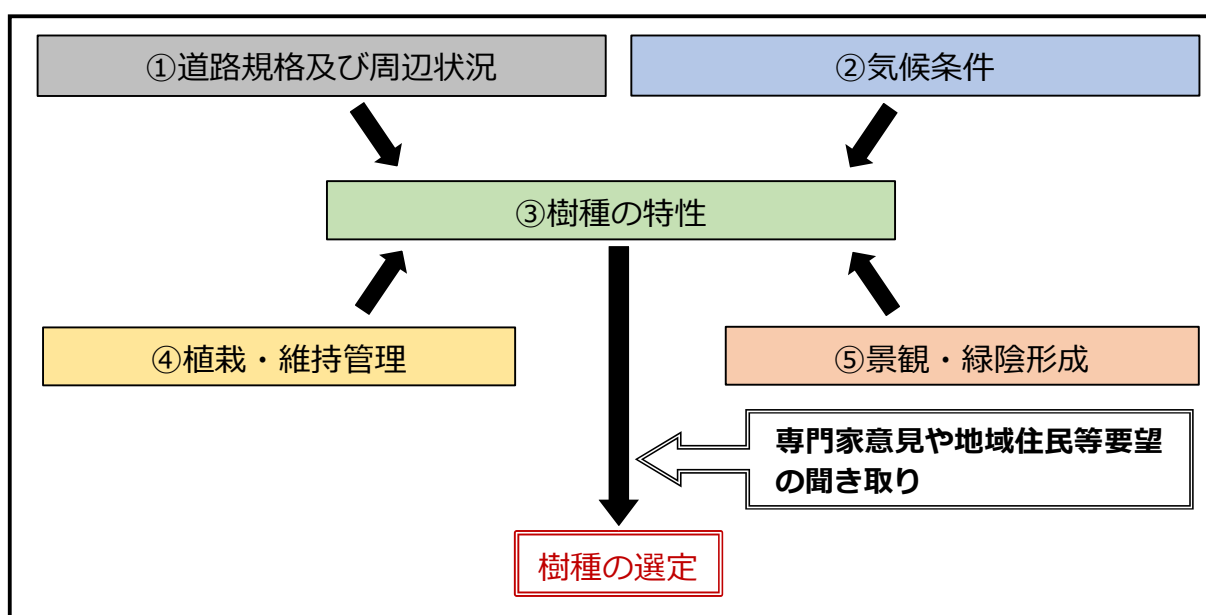 ①道路規格及び周辺状況
②気候条件
③樹種の特性
④植栽・維持管理
⑤景観・緑陰形成
専門家意見や地域住民等要望
の聞き取り
樹種の選定